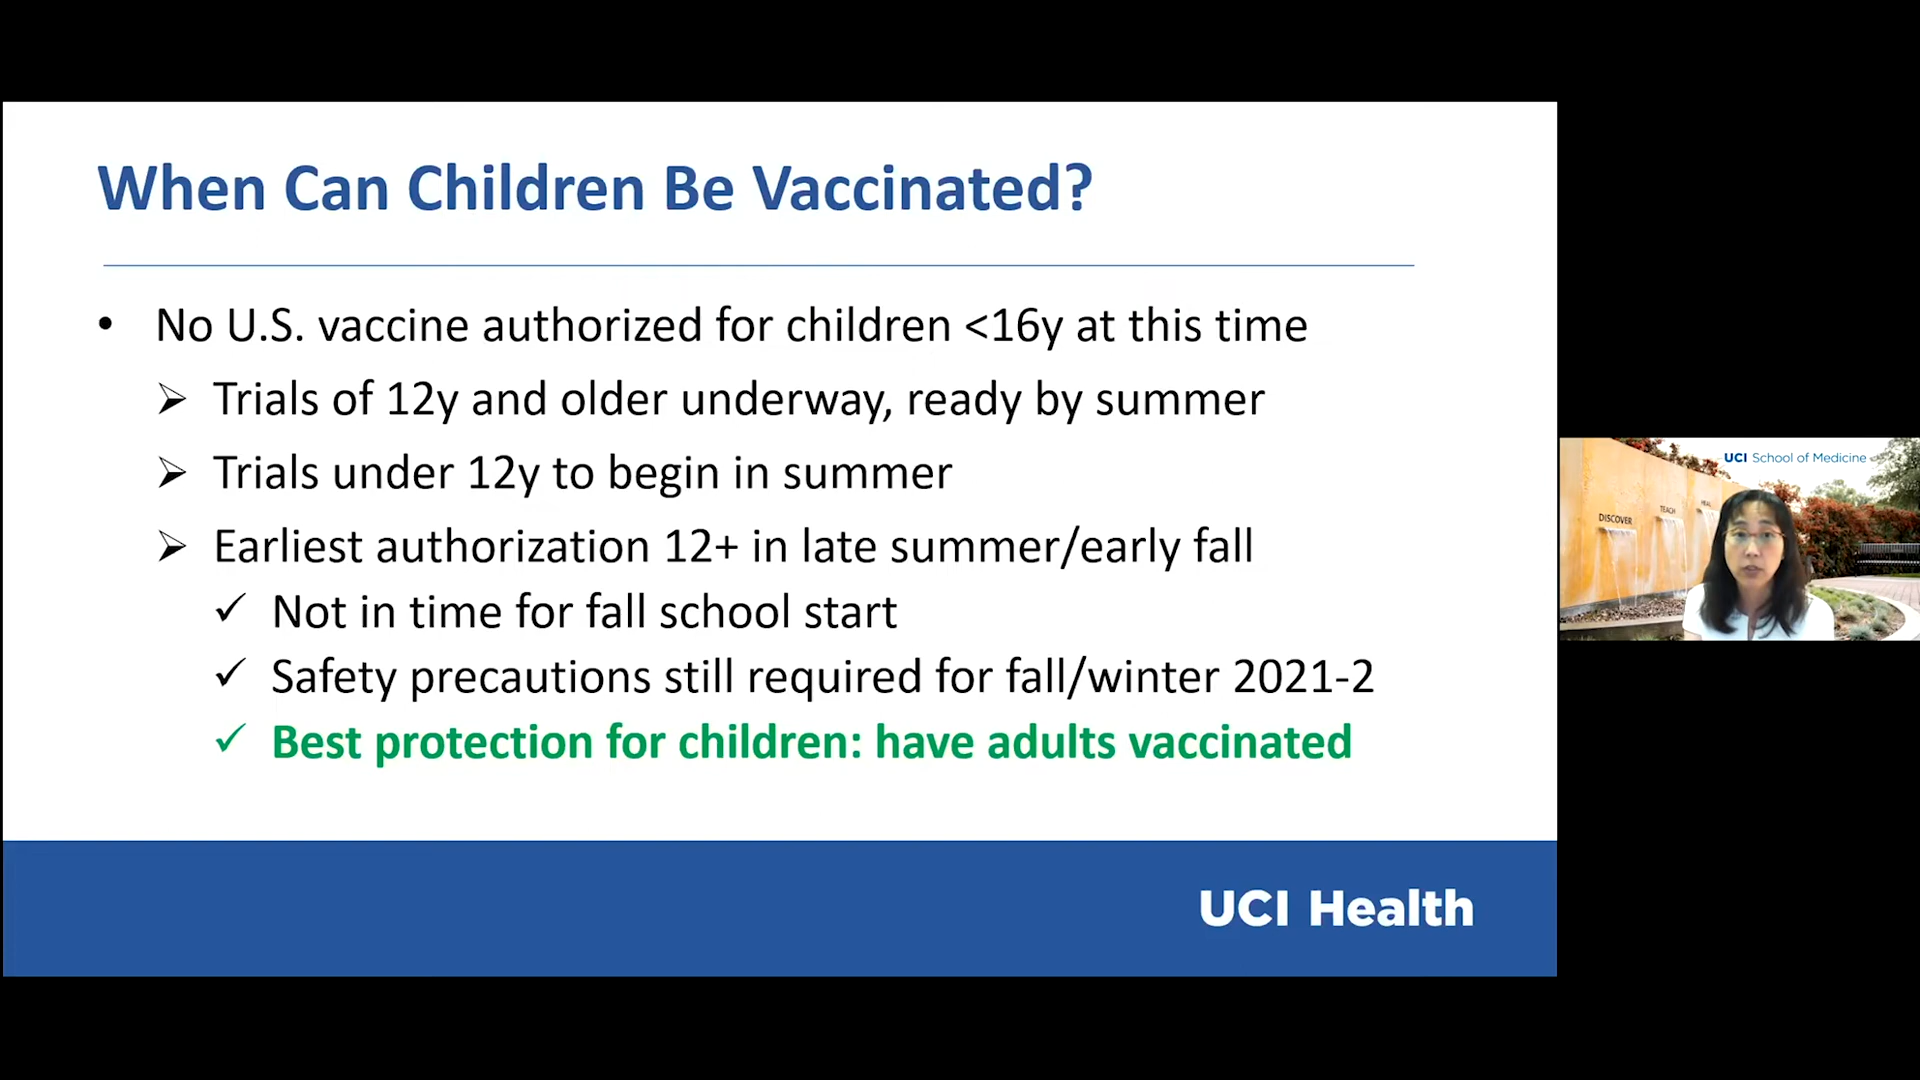 When Can Children Be Vaccinated?
• No U.S. vaccine authorized for children <16y at this time
➢ Trials of 12y and older underway, ready by summer
➢ Trials under 12y to begin in summer
➢ Earliest authorization 12+ in late summer/early fall
✓ Not in time for fall school start
✓ Safety precautions still required for fall/winter 2021-2
✓ Best protection for children: have adults vaccinated
UCI Health
UCI School of Medicine
DISCOVER
TEACH
HEAL